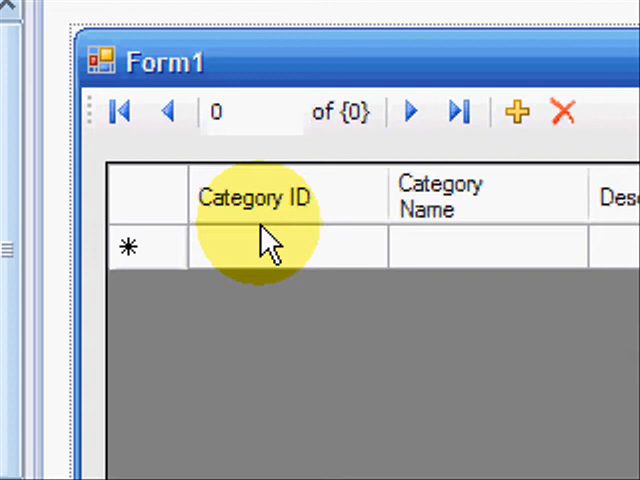 Form1
0 of {0}
Category ID
Category
Name